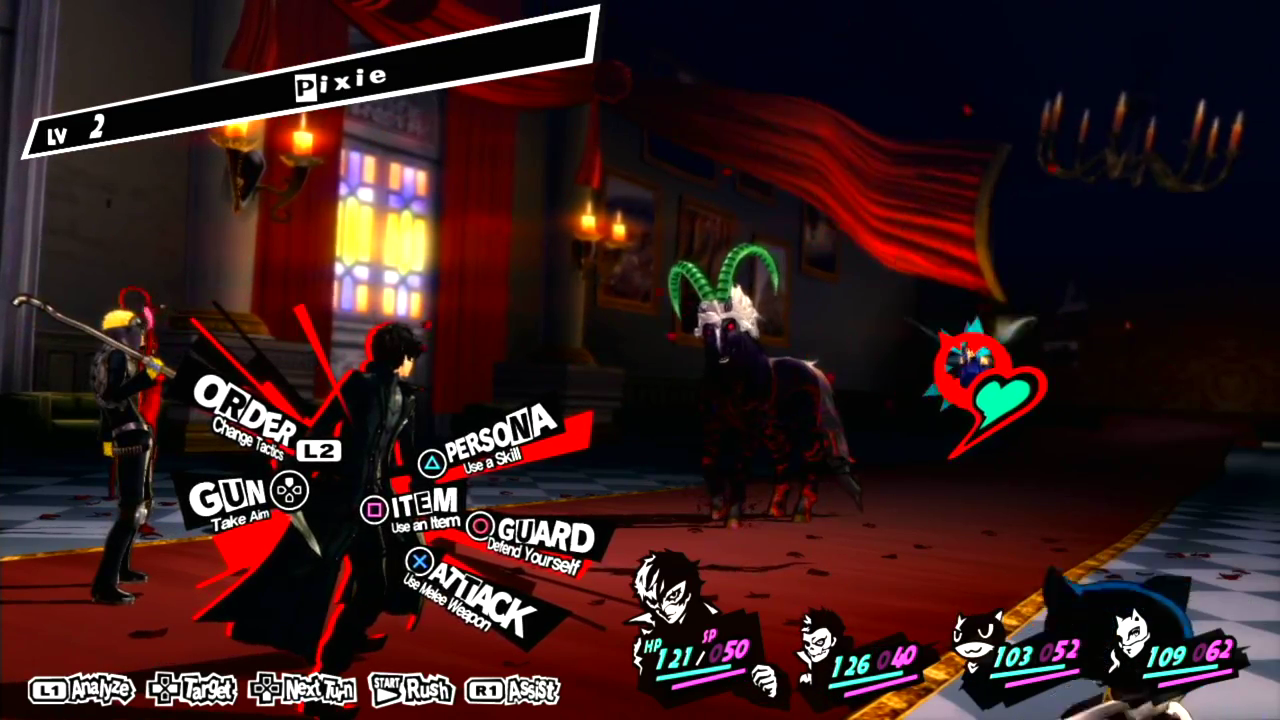 Pixie
LV 2
ORDER
Change Tactics
L2
PERSONA
Use a Skill
GUN
Take Aim
ITEM
Use an Item
GUARD
Defend Yourself
ATTACK
Use Melee Weapon
HP 121 / SP 050
126 040
103 052
109 062
L1 Analyze Target Next Turn START Rush R1 Assist